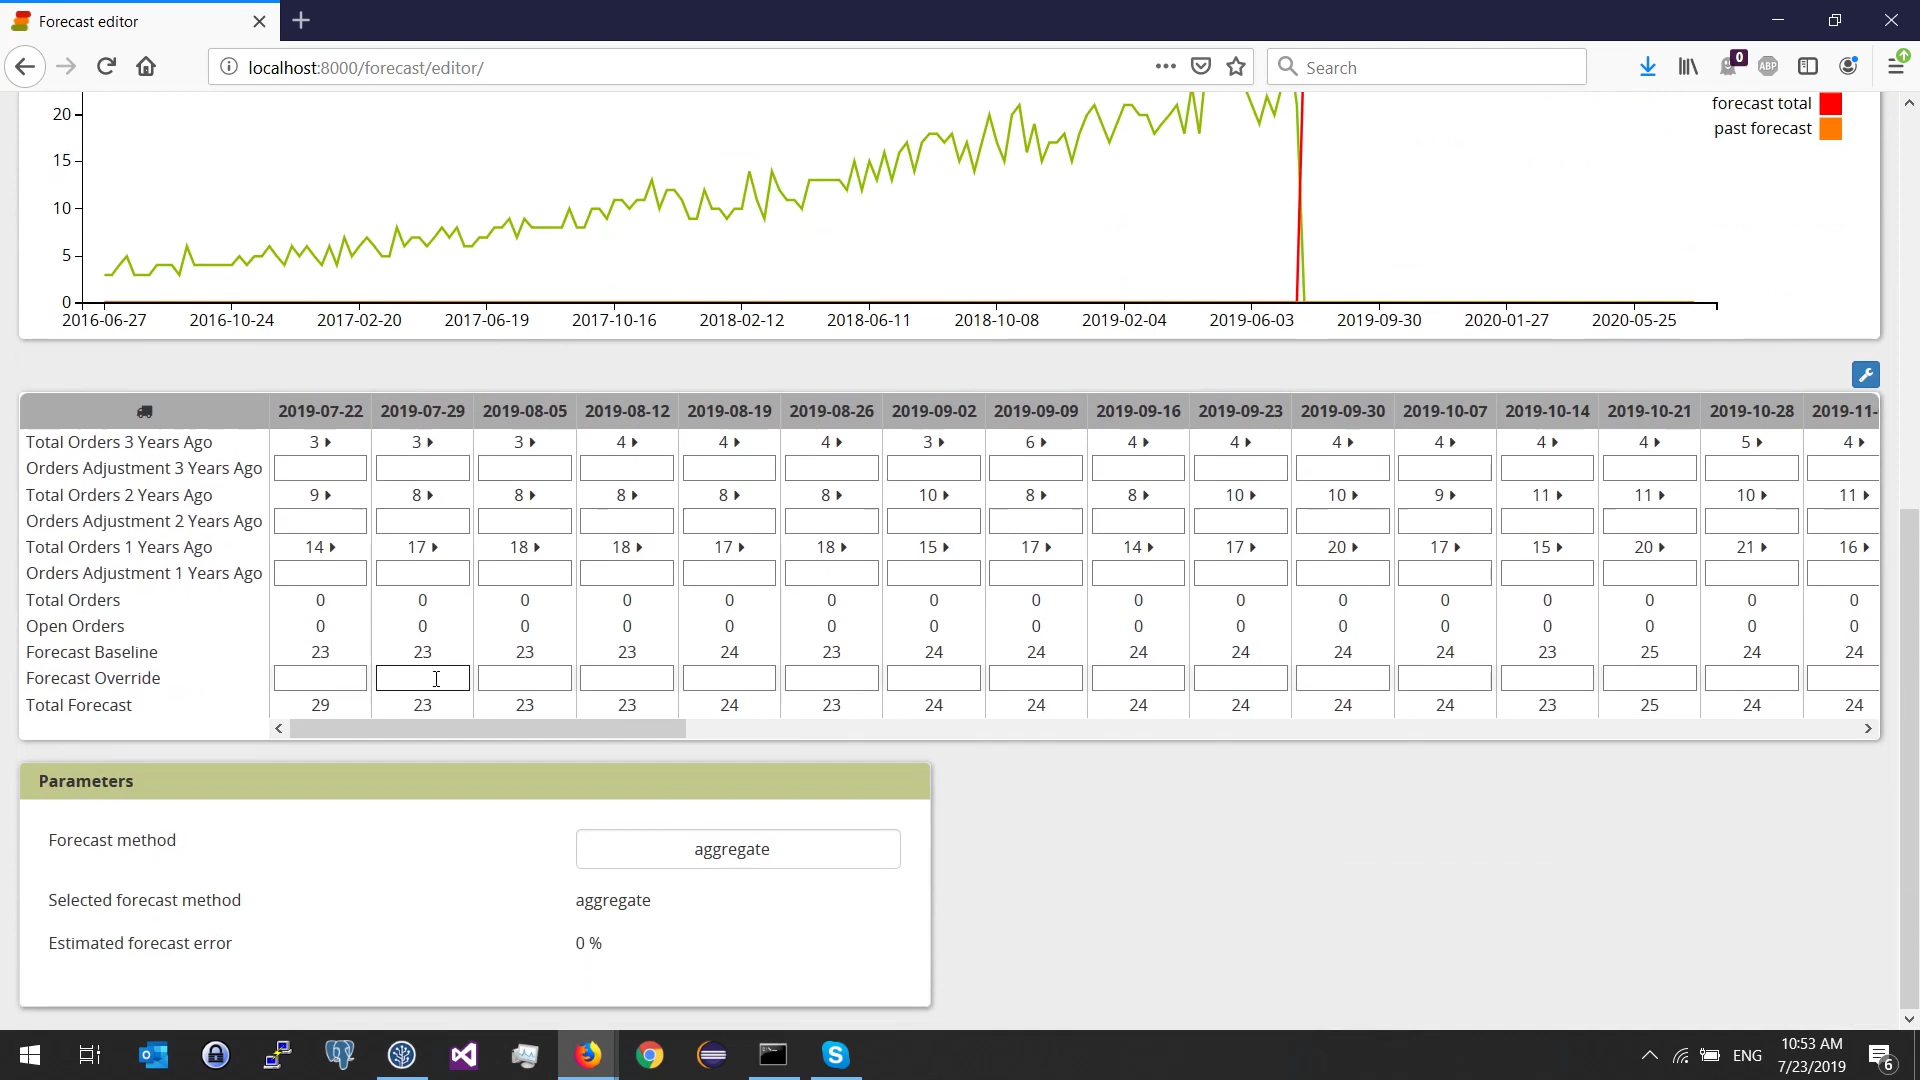 Forecast editor
localhost:8000/forecast/editor/
Search
0
ABP
forecast total
past forecast
20
15
10
5
0
2016-06-27 2016-10-24 2017-02-20 2017-06-19 2017-10-16 2018-02-12 2018-06-11 2018-10-08 2019-02-04 2019-06-03 2019-09-30 2020-01-27 2020-05-25
2019-07-22 2019-07-29 2019-08-05 2019-08-12 2019-08-19 2019-08-26 2019-09-02 2019-09-09 2019-09-16 2019-09-23 2019-09-30 2019-10-07 2019-10-14 2019-10-21 2019-10-28 2019-11-
Total Orders 3 Years Ago 3 3 3 4 4 4 3 6 4 4 4 4 4 4 5 4
Orders Adjustment 3 Years Ago
Total Orders 2 Years Ago 9 8 8 8 8 8 10 8 8 10 10 9 11 11 10 11
Orders Adjustment 2 Years Ago
Total Orders 1 Years Ago 14 17 18 18 17 18 15 17 14 17 20 17 15 20 21 16
Orders Adjustment 1 Years Ago
Total Orders 0 0 0 0 0 0 0 0 0 0 0 0 0 0 0 0
Open Orders 0 0 0 0 0 0 0 0 0 0 0 0 0 0 0 0
Forecast Baseline 23 23 23 23 24 23 24 24 24 24 24 24 23 25 24 24
Forecast Override
Total Forecast 29 23 23 23 24 23 24 24 24 24 24 24 23 25 24 24
Parameters
Forecast method aggregate
Selected forecast method aggregate
Estimated forecast error 0 %
ENG
10:53 AM
7/23/2019
6